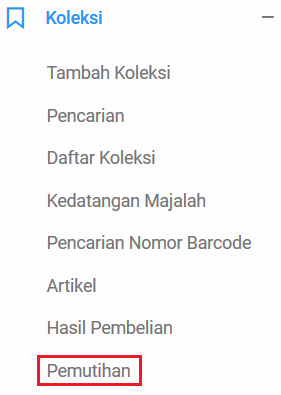 Koleksi
Tambah Koleksi
Pencarian
Daftar Koleksi
Kedatangan Majalah
Pencarian Nomor Barcode
Artikel
Hasil Pembelian
Pemutihan